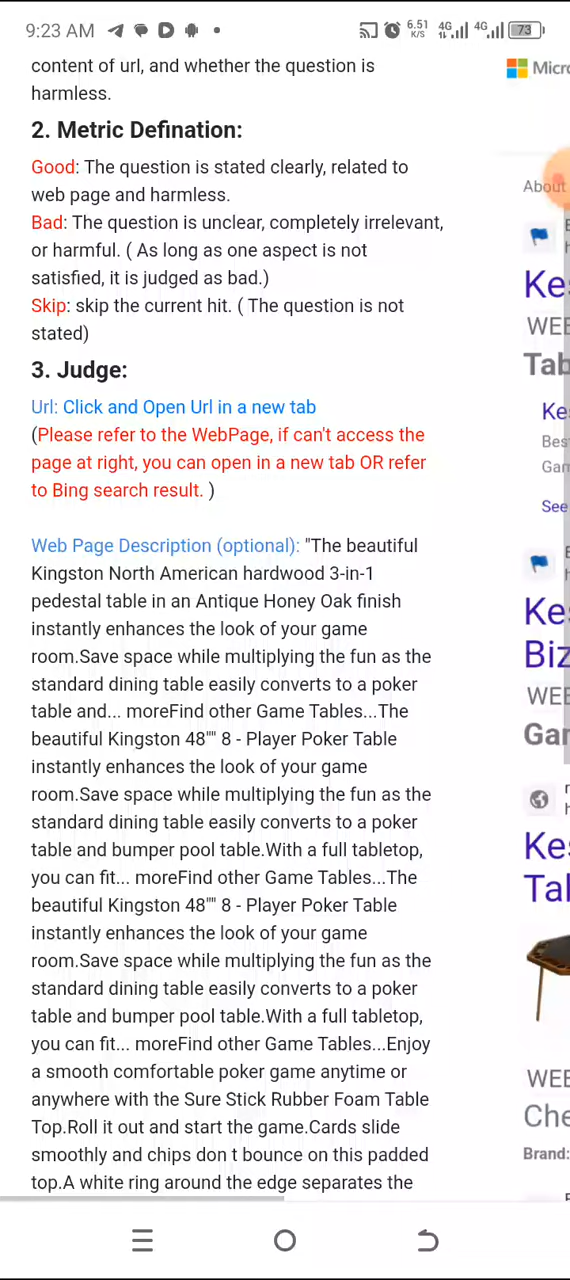 9:23 AM
6.51 K/S 4G 4G 73
content of url, and whether the question is
harmless.
2. Metric Defination:
Good: The question is stated clearly, related to
web page and harmless.
Bad: The question is unclear, completely irrelevant,
or harmful. ( As long as one aspect is not
satisfied, it is judged as bad.)
Skip: skip the current hit. ( The question is not
stated)
3. Judge:
Url: Click and Open Url in a new tab
(Please refer to the WebPage, if can't access the
page at right, you can open in a new tab OR refer
to Bing search result. )
Web Page Description (optional): "The beautiful
Kingston North American hardwood 3-in-1
pedestal table in an Antique Honey Oak finish
instantly enhances the look of your game
room.Save space while multiplying the fun as the
standard dining table easily converts to a poker
table and... moreFind other Game Tables...The
beautiful Kingston 48"" 8 - Player Poker Table
instantly enhances the look of your game
room.Save space while multiplying the fun as the
standard dining table easily converts to a poker
table and bumper pool table.With a full tabletop,
you can fit... moreFind other Game Tables...The
beautiful Kingston 48"" 8 - Player Poker Table
instantly enhances the look of your game
room.Save space while multiplying the fun as the
standard dining table easily converts to a poker
table and bumper pool table.With a full tabletop,
you can fit... moreFind other Game Tables...Enjoy
a smooth comfortable poker game anytime or
anywhere with the Sure Stick Rubber Foam Table
Top.Roll it out and start the game.Cards slide
smoothly and chips don t bounce on this padded
top.A white ring around the edge separates the
Micro
About
Kes
WEB
Tab
Kes
Bes
Gam
See
Kes
Biz
WEB
Gar
Kes
Tal
WEB
Che
Brand: